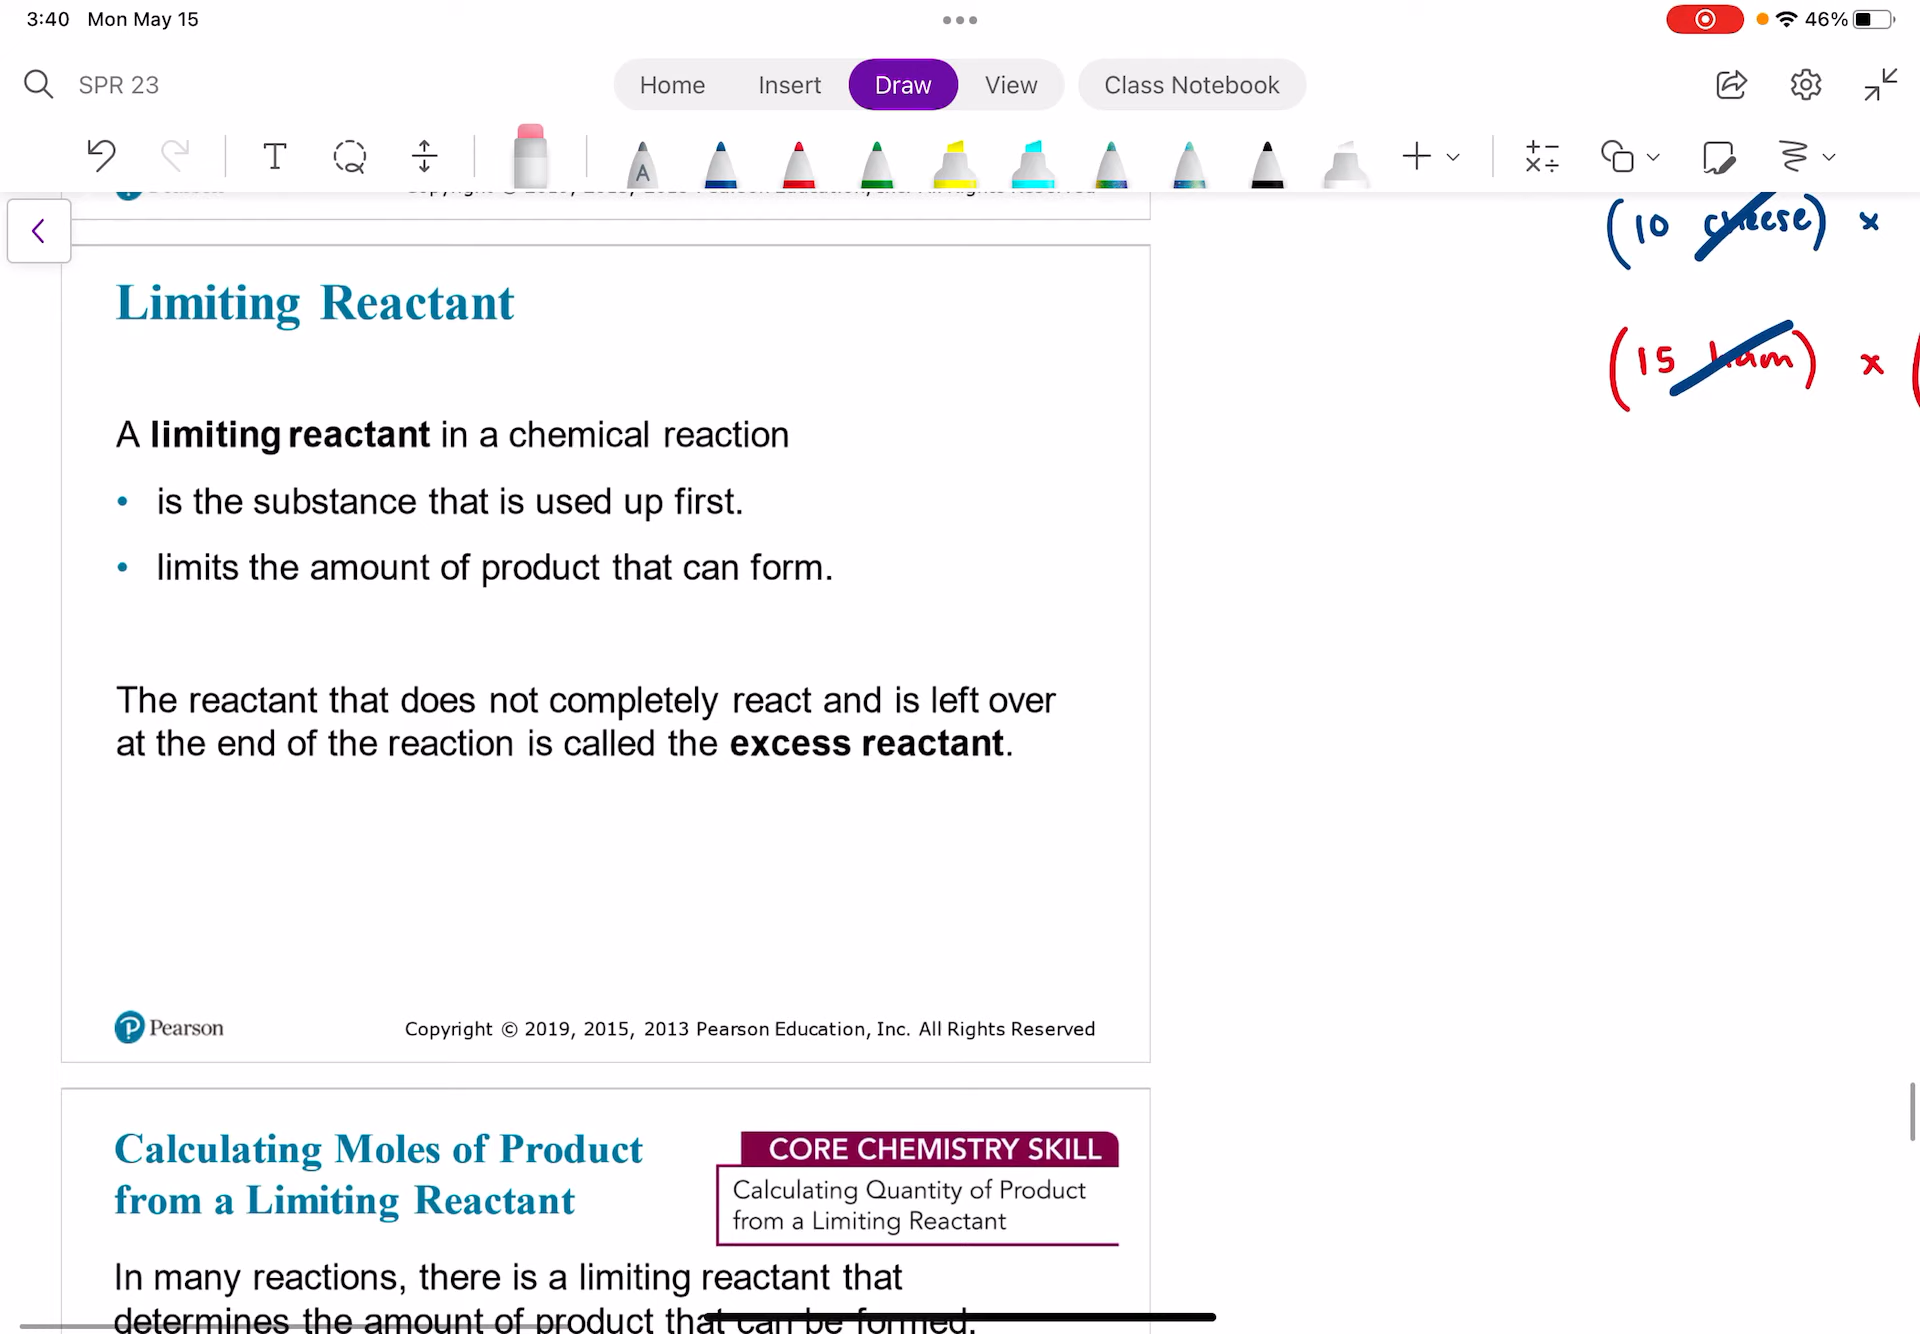 3:40 Mon May 15
46%
SPR 23
Home Insert Draw View Class Notebook
T
A
(10 cheese) x
Limiting Reactant
(15 ham) x (
A limiting reactant in a chemical reaction
• is the substance that is used up first.
• limits the amount of product that can form.
The reactant that does not completely react and is left over
at the end of the reaction is called the excess reactant.
Pearson
Copyright © 2019, 2015, 2013 Pearson Education, Inc. All Rights Reserved
Calculating Moles of Product
from a Limiting Reactant
CORE CHEMISTRY SKILL
Calculating Quantity of Product
from a Limiting Reactant
In many reactions, there is a limiting reactant that
determines the amount of product that can be formed.